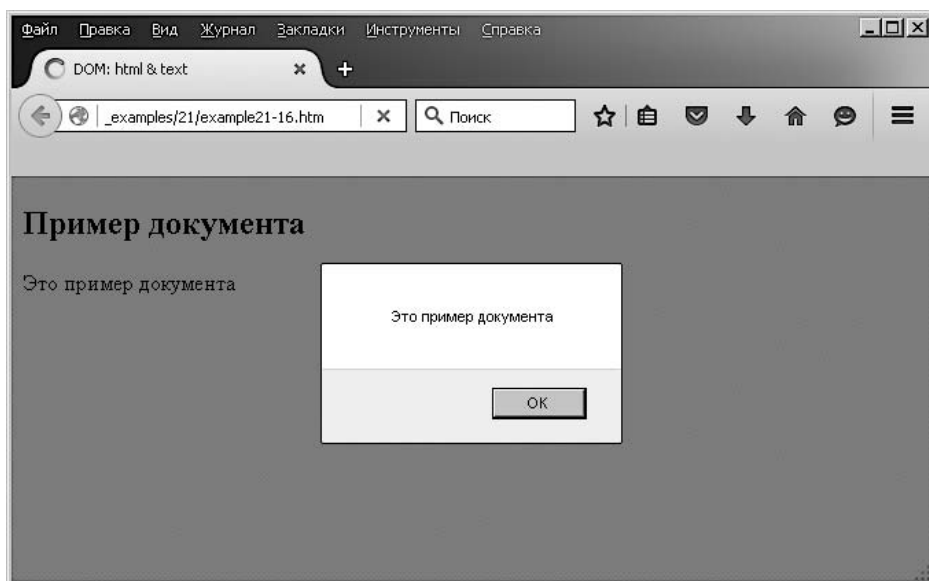 Файл Правка Вид Журнал Закладки Инструменты Справка
DOM: html & text
_examples/21/example21-16.htm Поиск
Пример документа
Это пример документа
Это пример документа
OK